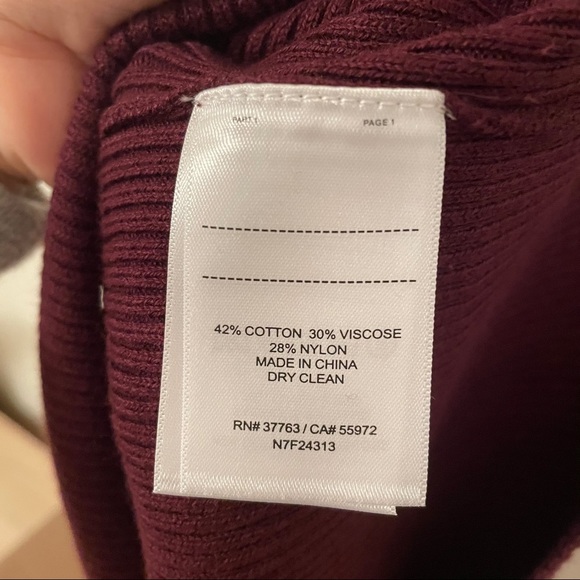 PART 1 PAGE 1
42% COTTON 30% VISCOSE
28% NYLON
MADE IN CHINA
DRY CLEAN
RN# 37763 / CA# 55972
N7F24313